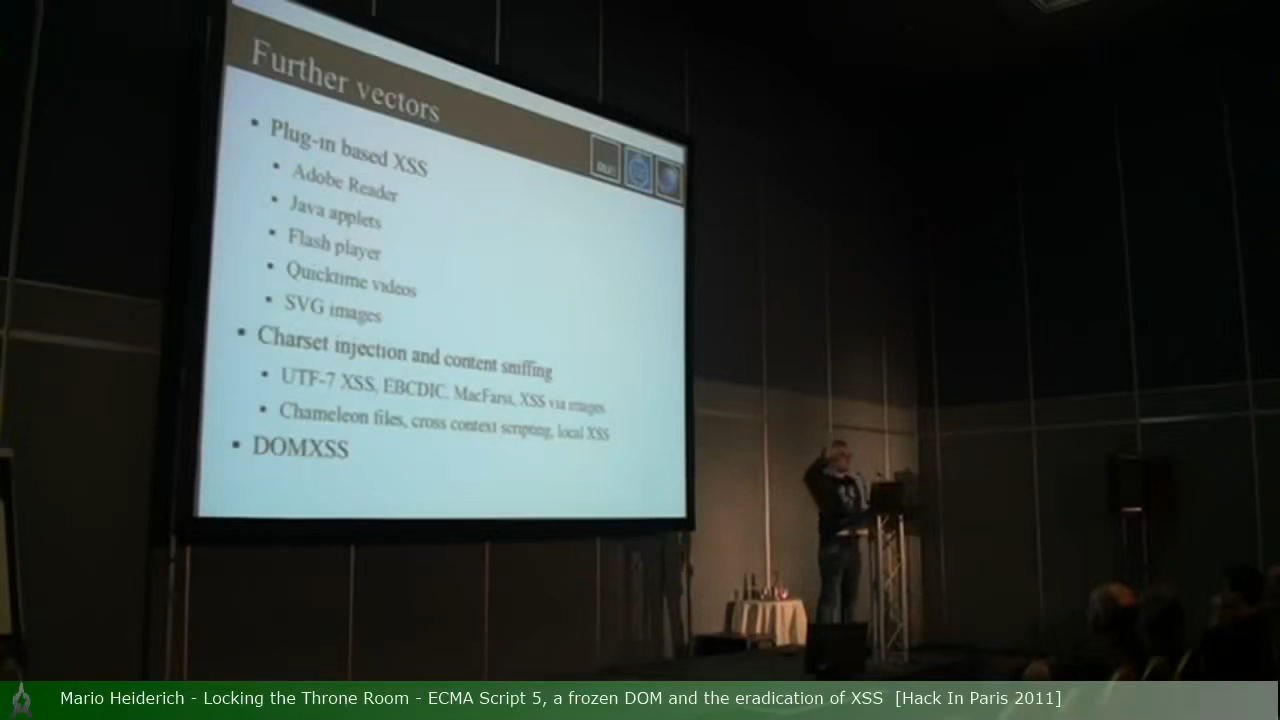 Further vectors
Plug-in based XSS
Adobe Reader
Java applets
Flash player
Quicktime videos
SVG images
Charset injection and content sniffing
UTF-7 XSS, EBCDIC, MacFarsi, XSS via images
Chameleon files, cross context scripting, local XSS
DOMXSS
Mario Heiderich - Locking the Throne Room - ECMA Script 5, a frozen DOM and the eradication of XSS [Hack In Paris 2011]